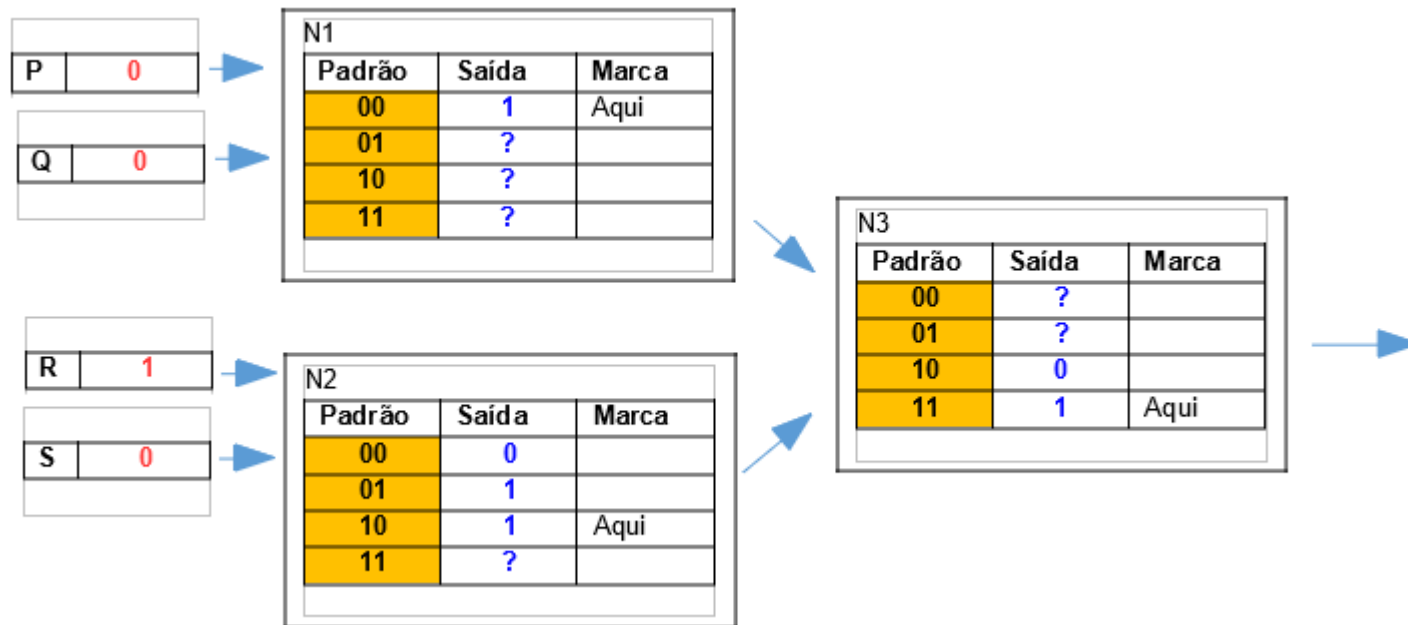 P 0
Q 0
N1
Padrão Saída Marca
00 1 Aqui
01 ?
10 ?
11 ?
R 1
S 0
N2
Padrão Saída Marca
00 0
01 1
10 1 Aqui
11 ?
N3
Padrão Saída Marca
00 ?
01 ?
10 0
11 1 Aqui